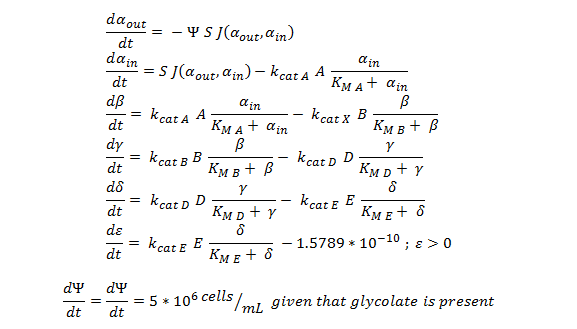 dα_out/dt = − Ψ S J(α_out, α_in)
dα_in/dt = S J(α_out, α_in) − k_cat A A α_in/(K_M A + α_in)
dβ/dt = k_cat A A α_in/(K_M A + α_in) − k_cat X B β/(K_M B + β)
dγ/dt = k_cat B B β/(K_M B + β) − k_cat D D γ/(K_M D + γ)
dδ/dt = k_cat D D γ/(K_M D + γ) − k_cat E E δ/(K_M E + δ)
dε/dt = k_cat E E δ/(K_M E + δ) − 1.5789 * 10^−10 ; ε > 0
dΨ/dt = dΨ/dt = 5 * 10^6 cells/mL given that glycolate is present